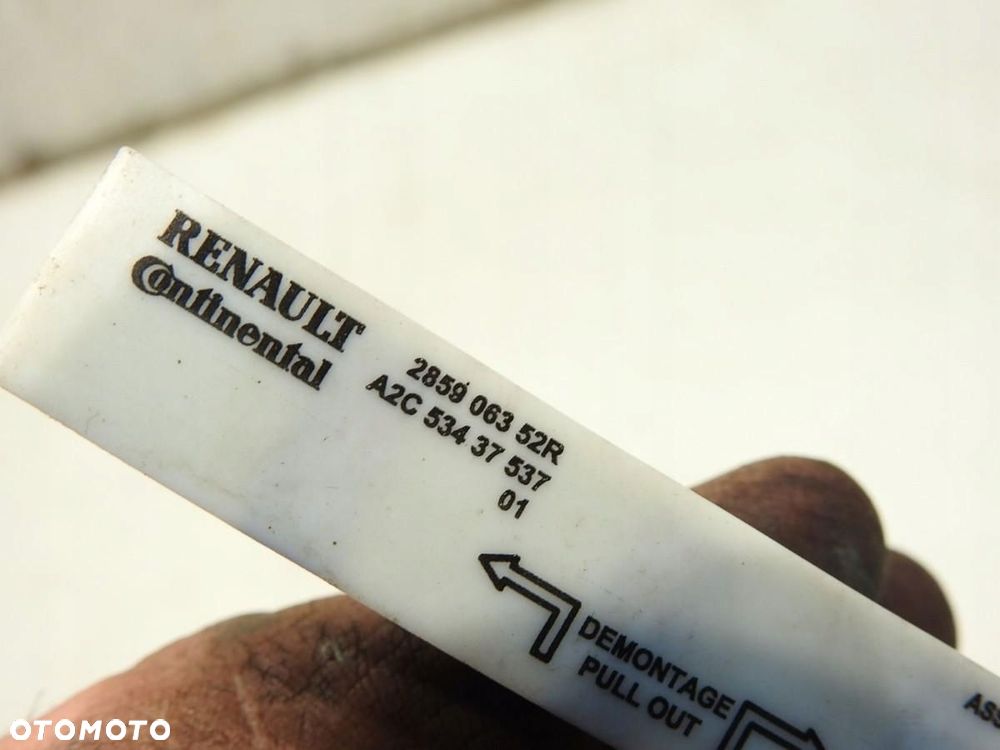 RENAULT
Continental
2859 063 52R
A2C 534 37 537
01
DEMONTAGE
PULL OUT
OTOMOTO